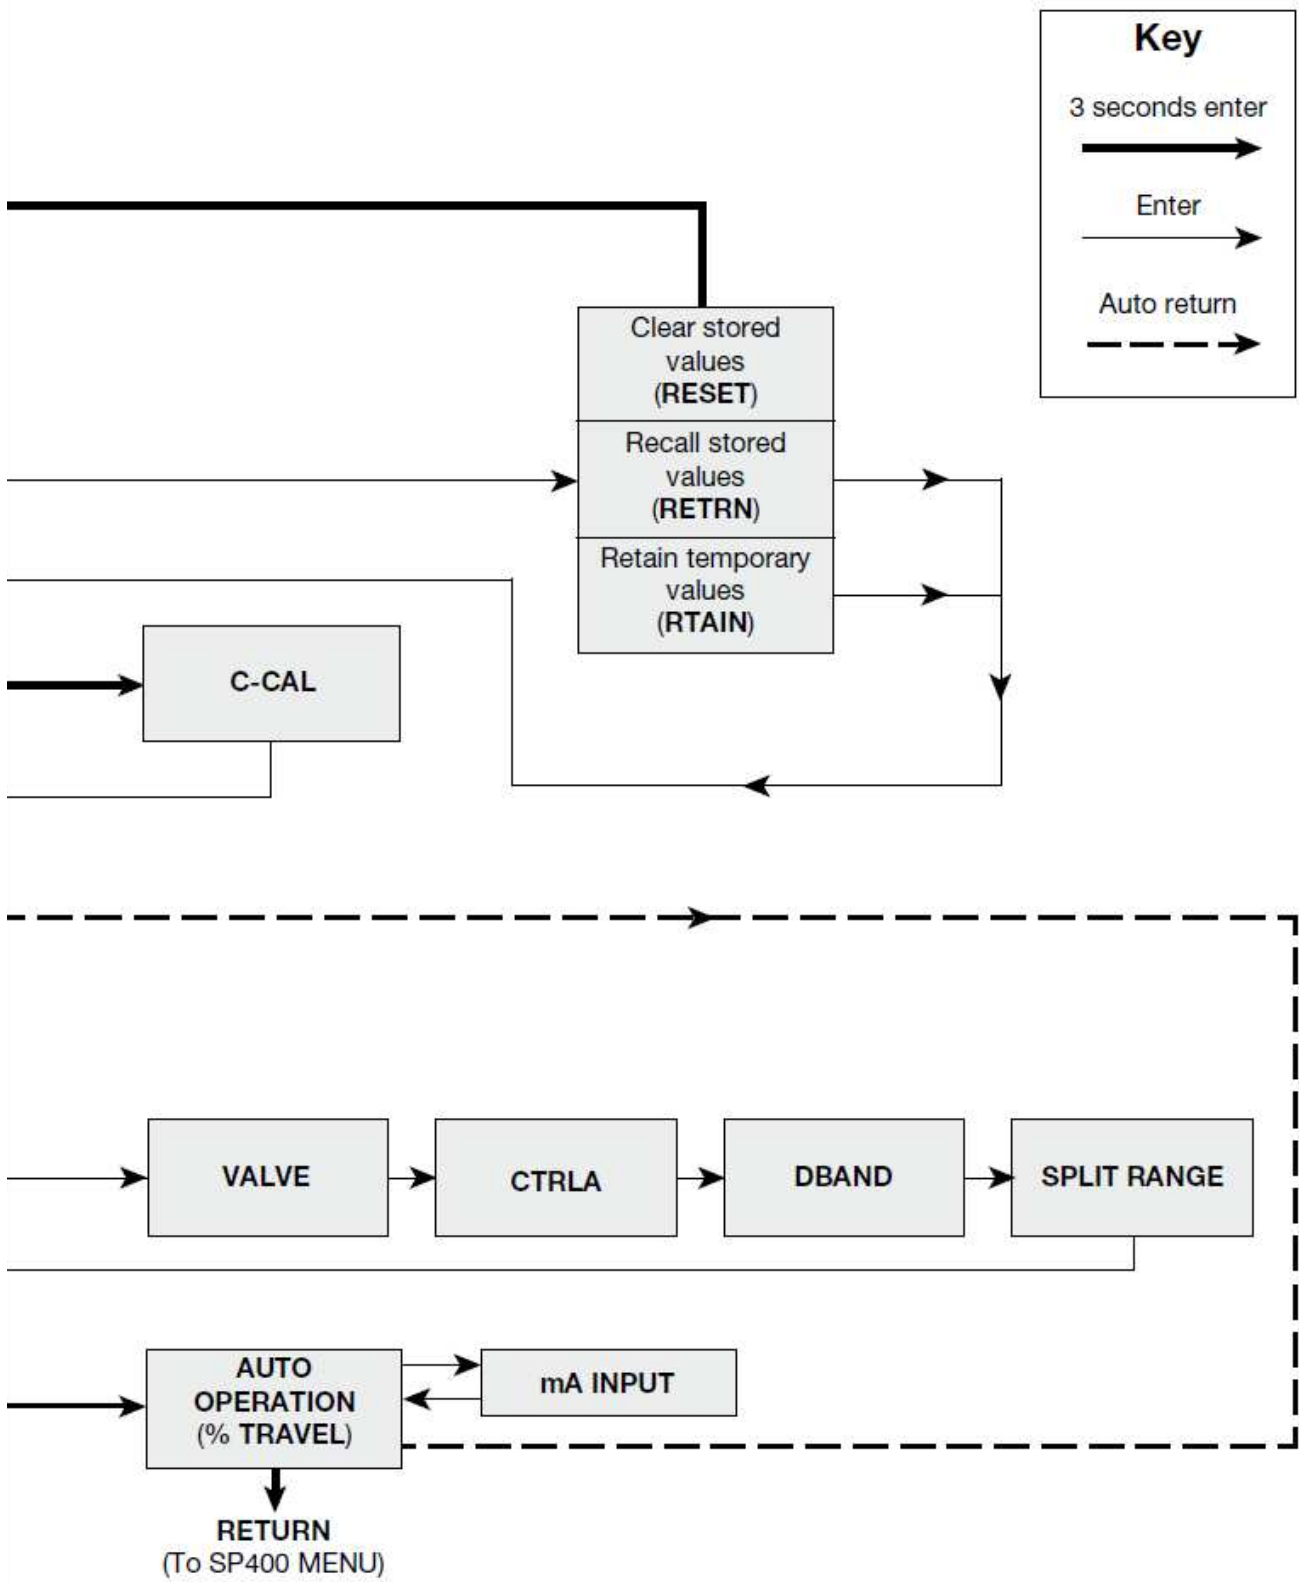 Key
3 seconds enter
Enter
Auto return
Clear stored
values
(RESET)
Recall stored
values
(RETRN)
Retain temporary
values
(RTAIN)
C-CAL
VALVE
CTRLA
DBAND
SPLIT RANGE
AUTO
OPERATION
(% TRAVEL)
mA INPUT
RETURN
(To SP400 MENU)